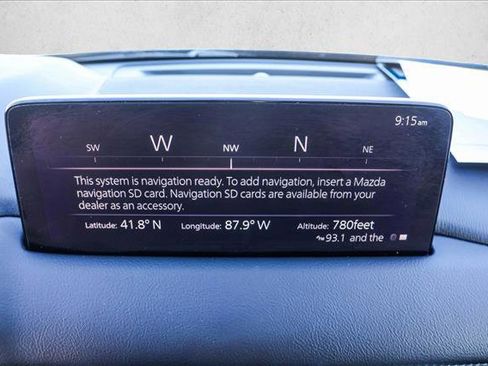 9:15am
SW W NW N NE
This system is navigation ready. To add navigation, insert a Mazda
navigation SD card. Navigation SD cards are available from your
dealer as an accessory.
Latitude: 41.8° N Longitude: 87.9° W Altitude: 780feet
93.1 and the